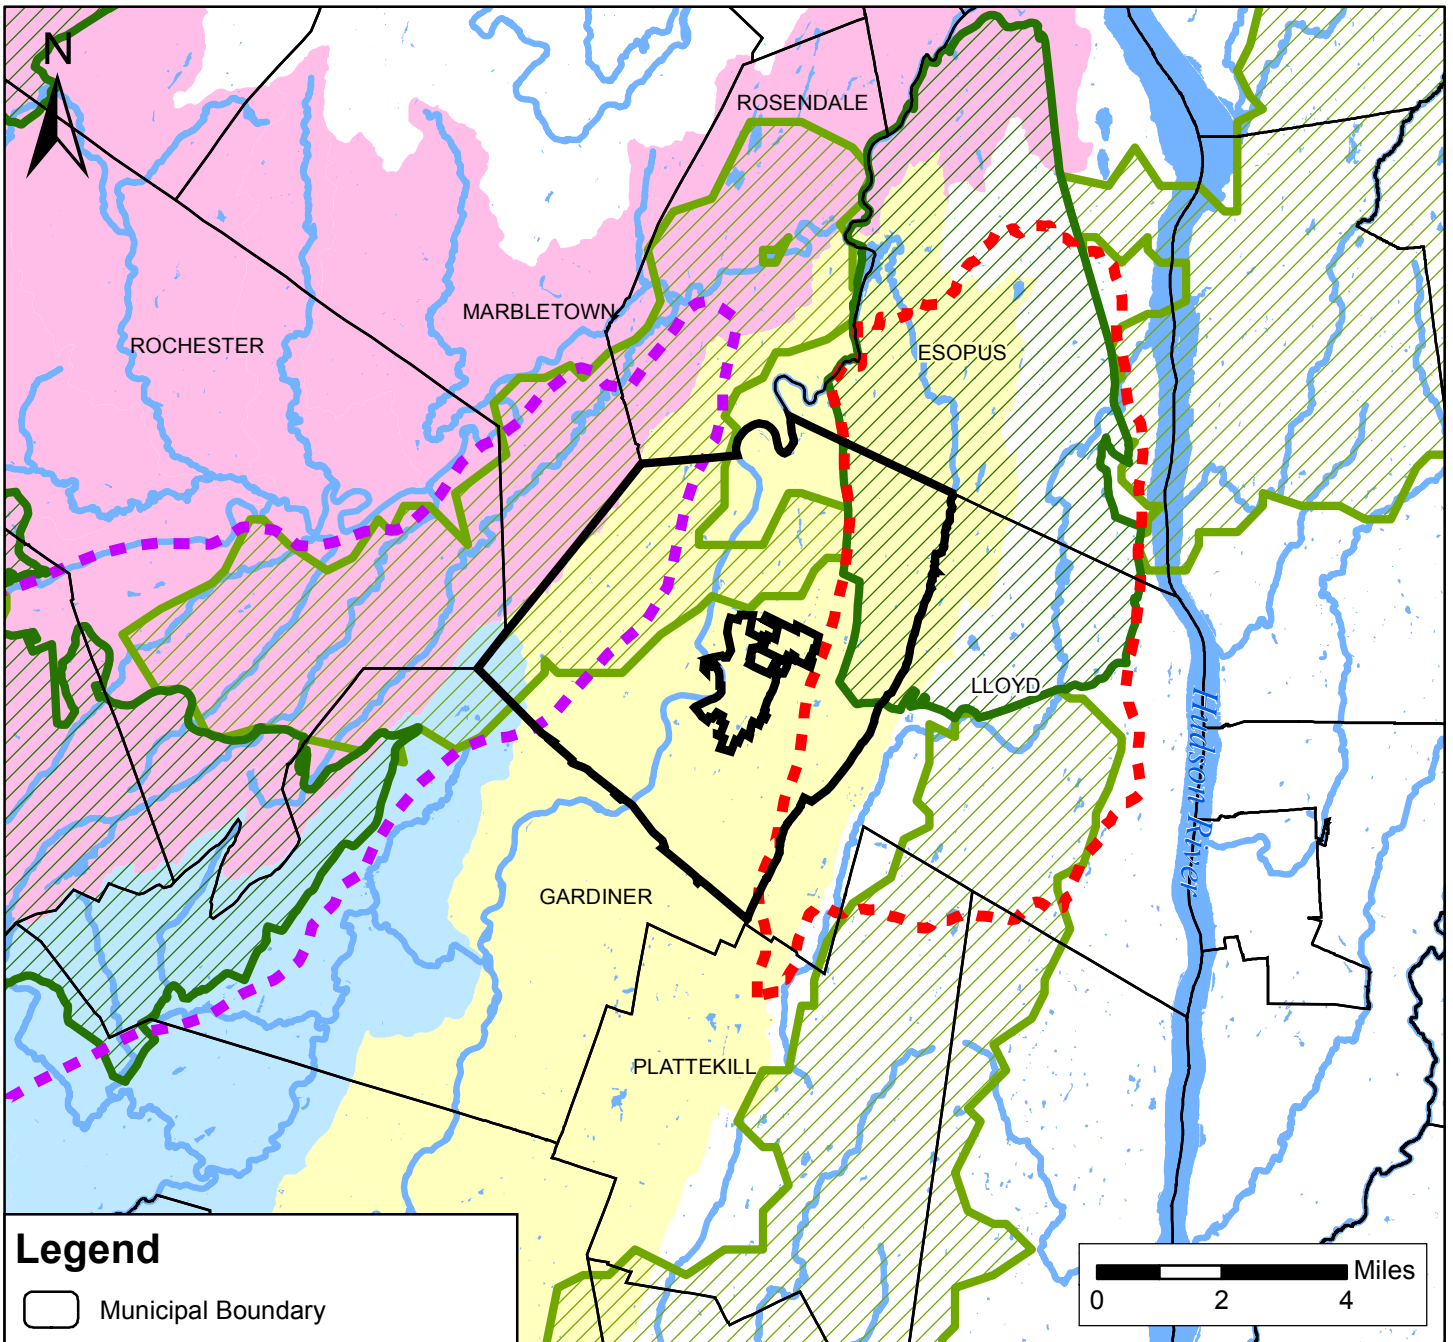 N
ROSENDALE
MARBLETOWN
ROCHESTER
ESOPUS
LLOYD
Hudson River
GARDINER
PLATTEKILL
Legend
Municipal Boundary
Miles
0 2 4